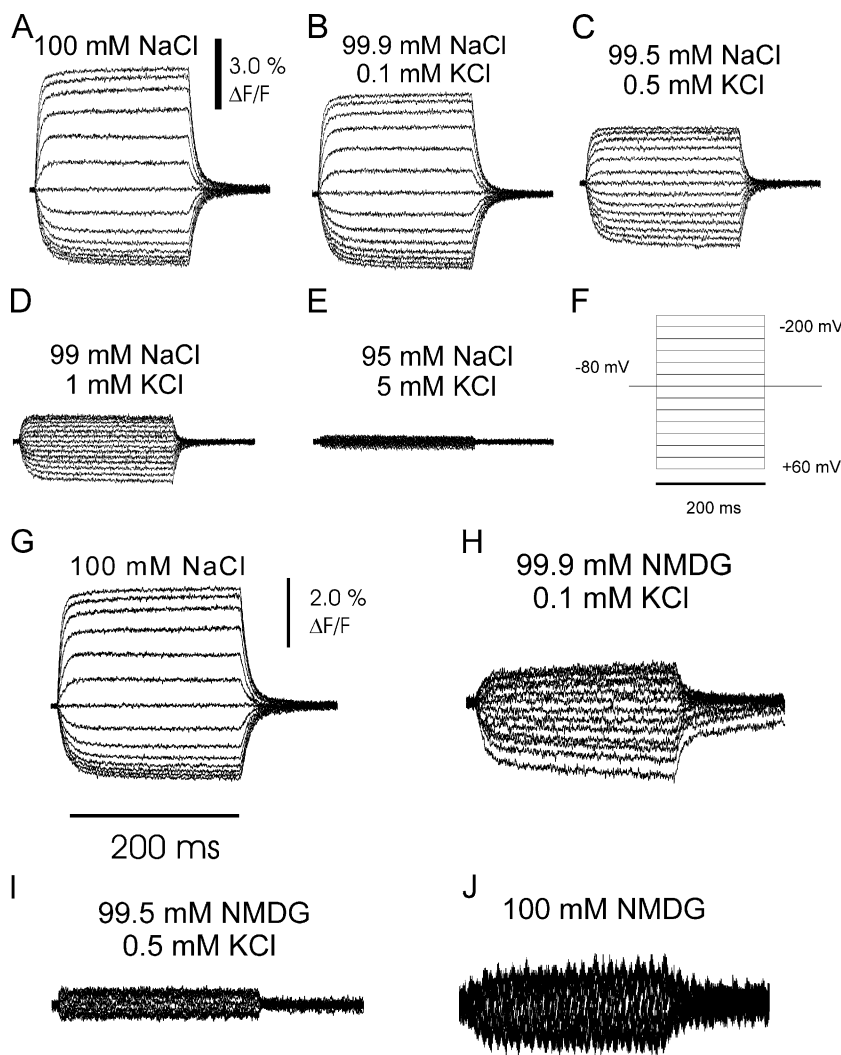 A
100 mM NaCl
3.0 %
ΔF/F
B
99.9 mM NaCl
0.1 mM KCl
C
99.5 mM NaCl
0.5 mM KCl
D
99 mM NaCl
1 mM KCl
E
95 mM NaCl
5 mM KCl
F
-200 mV
-80 mV
+60 mV
200 ms
G
100 mM NaCl
2.0 %
ΔF/F
200 ms
H
99.9 mM NMDG
0.1 mM KCl
I
99.5 mM NMDG
0.5 mM KCl
J
100 mM NMDG